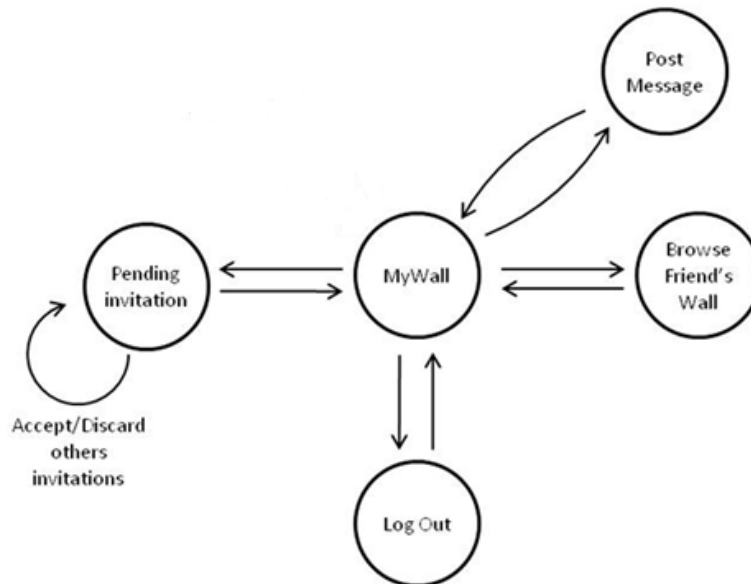 Post
Message
Pending
invitation
MyWall
Browse
Friend's
Wall
Accept/Discard
others
invitations
Log Out